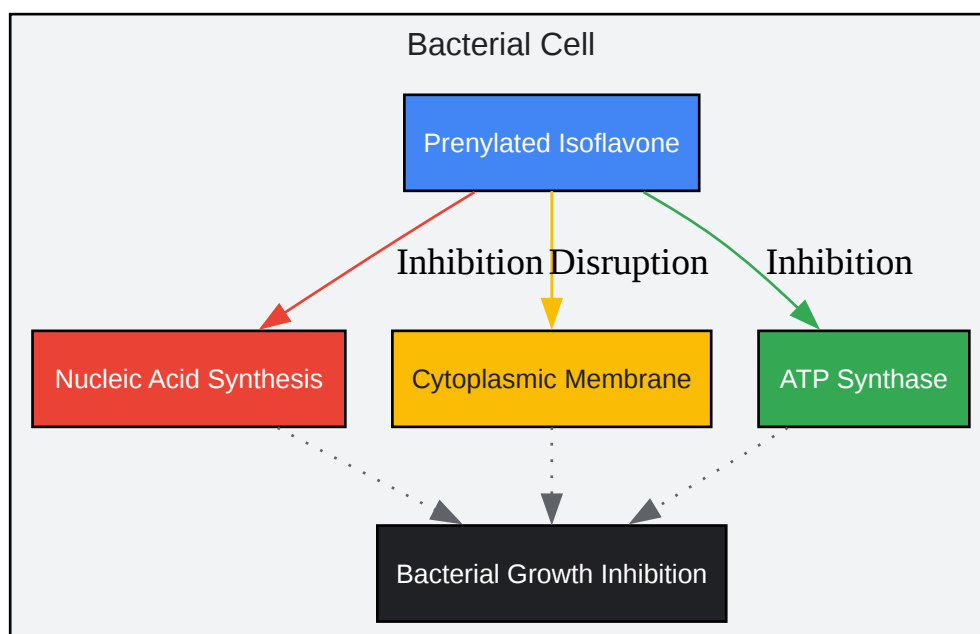 Bacterial Cell
Prenylated Isoflavone
Inhibition
Disruption
Inhibition
Nucleic Acid Synthesis
Cytoplasmic Membrane
ATP Synthase
Bacterial Growth Inhibition